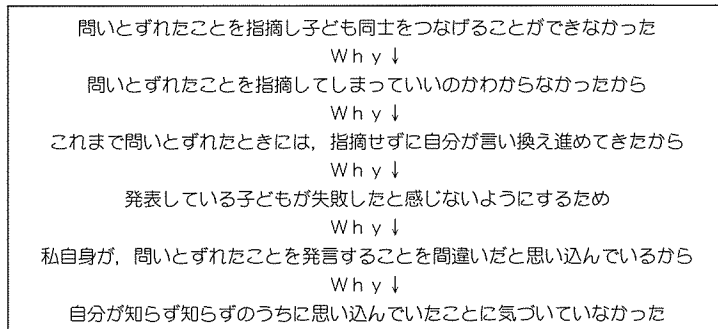 問いとずれたことを指摘し子ども同士をつなげることができなかった
Why↓
問いとずれたことを指摘してしまっていいのかわからなかったから
Why↓
これまで問いとずれたときには，指摘せずに自分が言い換え進めてきたから
Why↓
発表している子どもが失敗したと感じないようにするため
Why↓
私自身が，問いとずれたことを発言することを間違いだと思い込んでいるから
Why↓
自分が知らず知らずのうちに思い込んでいたことに気づいていなかった